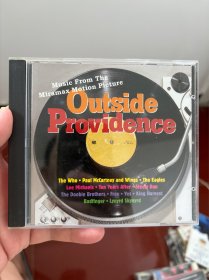 Music From The
Miramax Motion Picture
Outside
Providence
The Who • Paul McCartney and Wings • The Eagles
Lee Michaels • Ten Years After • Steely Dan
The Doobie Brothers • Free • Yes • King Harvest
Badfinger • Lynyrd Skynyrd